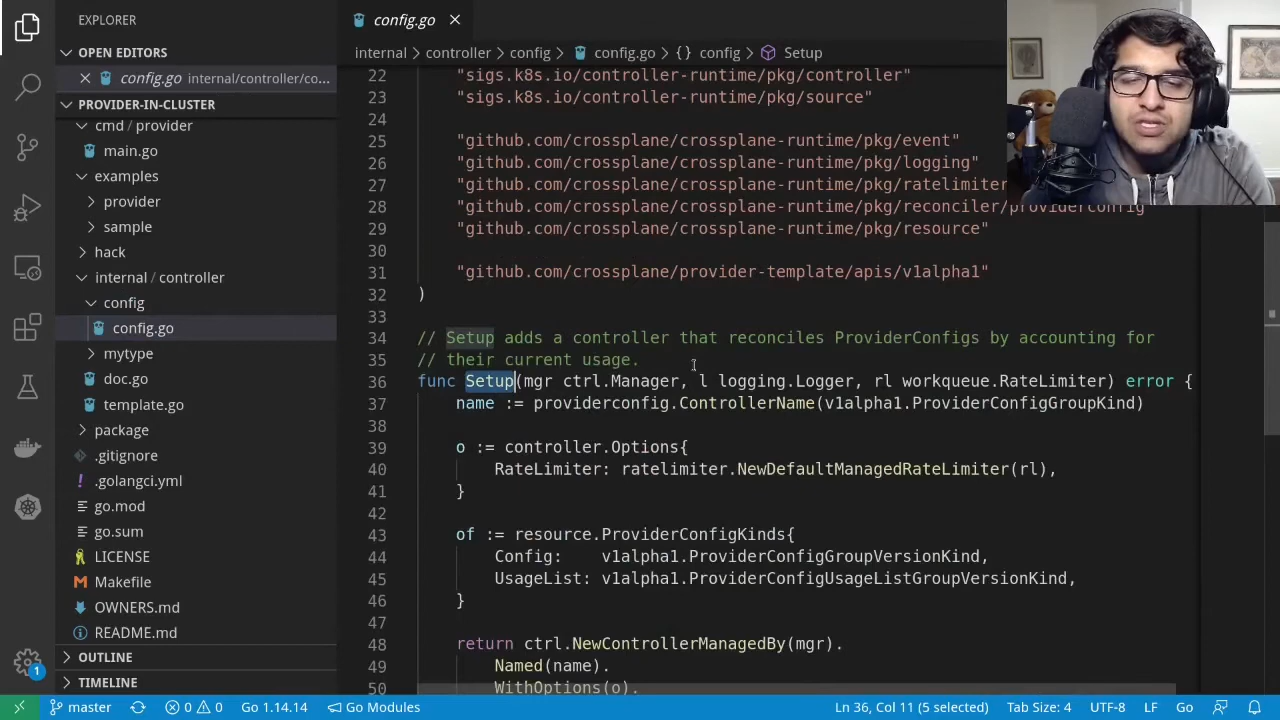 EXPLORER
OPEN EDITORS
config.go internal/controller/co...
PROVIDER-IN-CLUSTER
cmd / provider
main.go
examples
provider
sample
hack
internal / controller
config
config.go
mytype
doc.go
template.go
package
.gitignore
.golangci.yml
go.mod
go.sum
LICENSE
Makefile
OWNERS.md
README.md
OUTLINE
TIMELINE
1
config.go
internal > controller > config > config.go > {} config > Setup
22 "sigs.k8s.io/controller-runtime/pkg/controller"
23 "sigs.k8s.io/controller-runtime/pkg/source"
24
25 "github.com/crossplane/crossplane-runtime/pkg/event"
26 "github.com/crossplane/crossplane-runtime/pkg/logging"
27 "github.com/crossplane/crossplane-runtime/pkg/ratelimiter
28 "github.com/crossplane/crossplane-runtime/pkg/reconciler/providerconfig"
29 "github.com/crossplane/crossplane-runtime/pkg/resource"
30
31 "github.com/crossplane/provider-template/apis/v1alpha1"
32 )
33
34 // Setup adds a controller that reconciles ProviderConfigs by accounting for
35 // their current usage.
36 func Setup(mgr ctrl.Manager, l logging.Logger, rl workqueue.RateLimiter) error {
37 name := providerconfig.ControllerName(v1alpha1.ProviderConfigGroupKind)
38
39 o := controller.Options{
40 RateLimiter: ratelimiter.NewDefaultManagedRateLimiter(rl),
41 }
42
43 of := resource.ProviderConfigKinds{
44 Config: v1alpha1.ProviderConfigGroupVersionKind,
45 UsageList: v1alpha1.ProviderConfigUsageListGroupVersionKind,
46 }
47
48 return ctrl.NewControllerManagedBy(mgr).
49 Named(name).
50 WithOptions(o).
master 0 0 Go 1.14.14 Go Modules Ln 36, Col 11 (5 selected) Tab Size: 4 UTF-8 LF Go